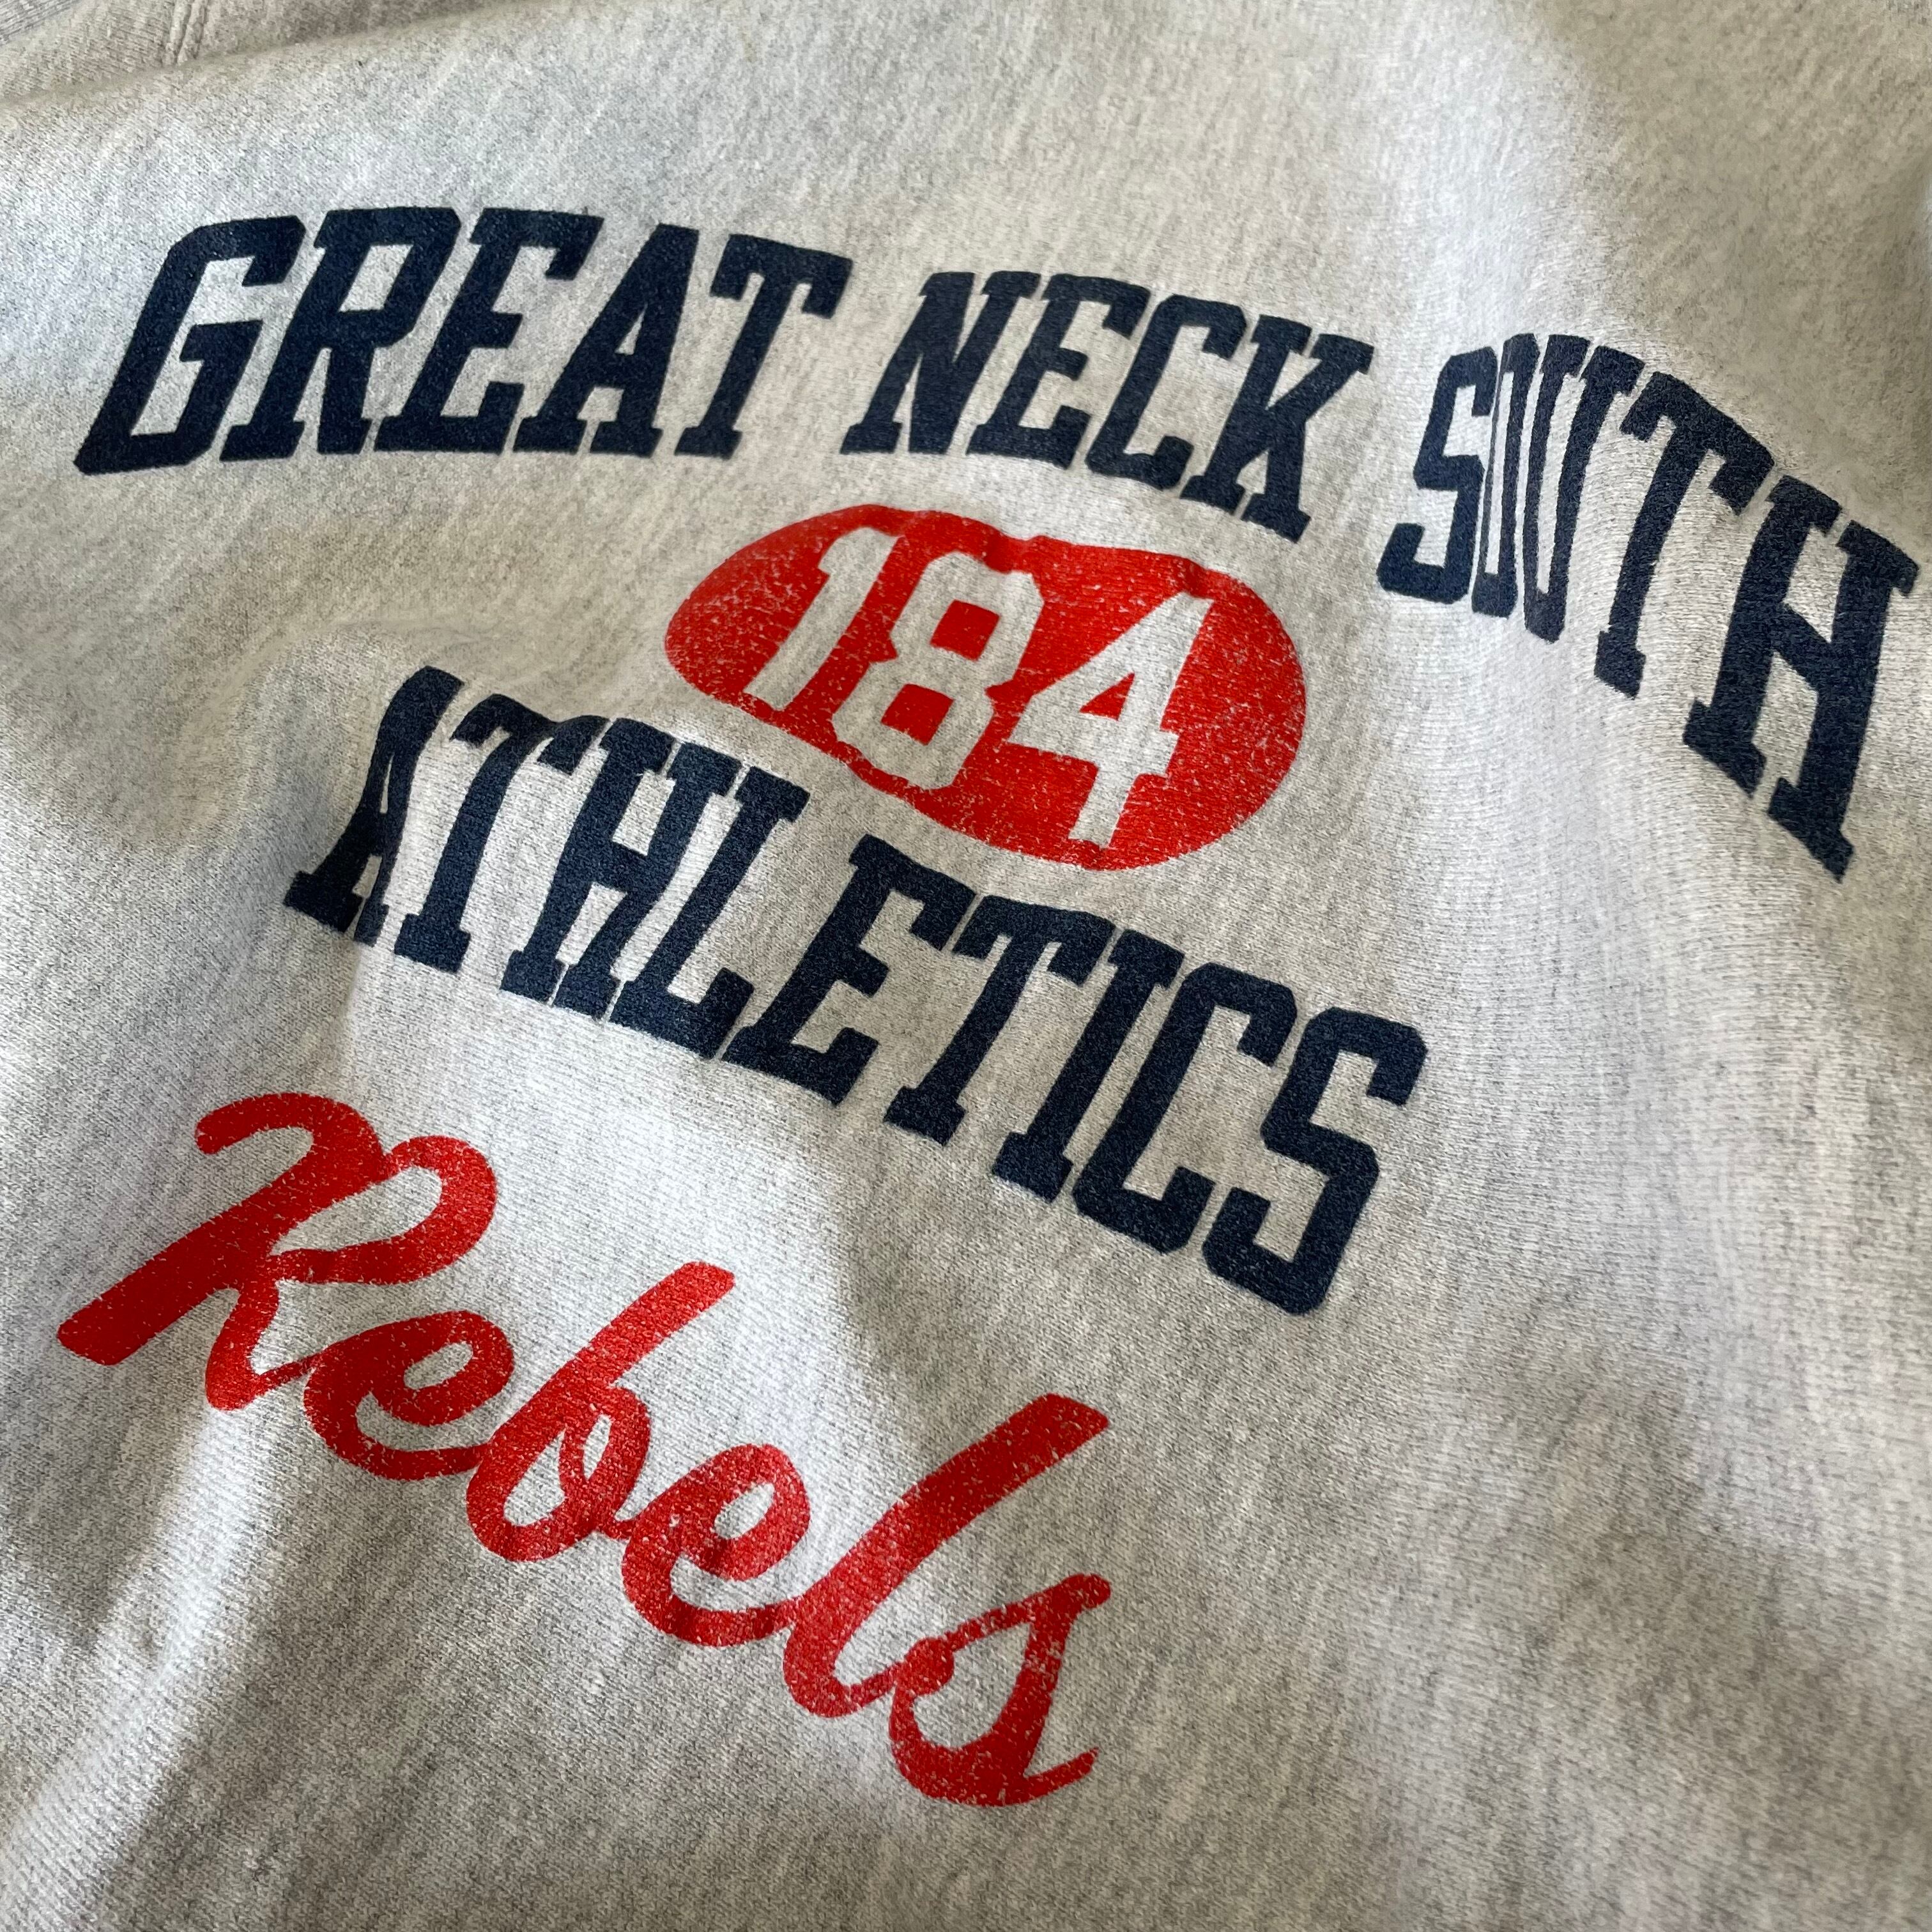 GREAT NECK SOUTH
184
ATHLETICS
Rebels